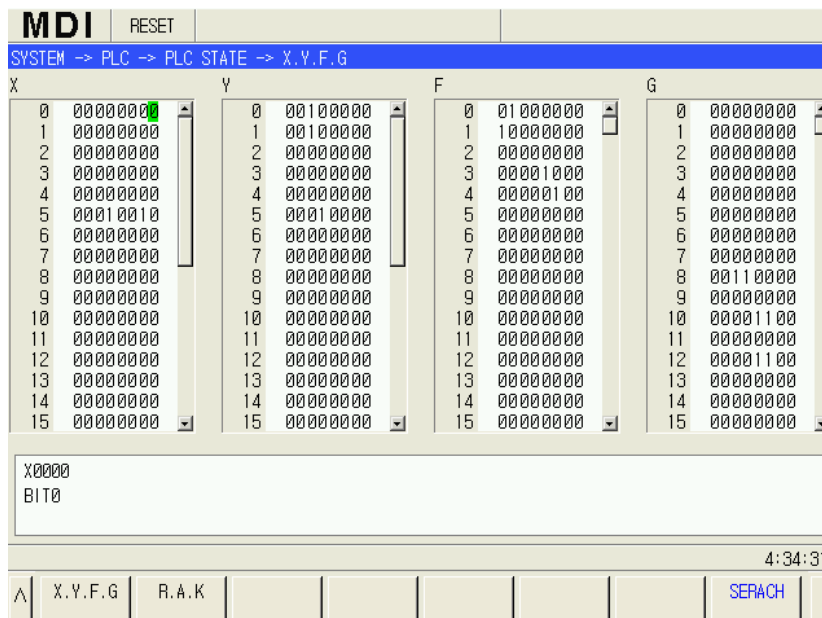 MDI RESET
SYSTEM -> PLC -> PLC STATE -> X.Y.F.G
X Y F G
0 00000000 0 00100000 0 01000000 0 00000000
1 00000000 1 00100000 1 10000000 1 00000000
2 00000000 2 00000000 2 00000000 2 00000000
3 00000000 3 00000000 3 00001000 3 00000000
4 00000000 4 00000000 4 00000100 4 00000000
5 00010010 5 00010000 5 00000000 5 00000000
6 00000000 6 00000000 6 00000000 6 00000000
7 00000000 7 00000000 7 00000000 7 00000000
8 00000000 8 00000000 8 00000000 8 00110000
9 00000000 9 00000000 9 00000000 9 00000000
10 00000000 10 00000000 10 00000000 10 00001100
11 00000000 11 00000000 11 00000000 11 00000000
12 00000000 12 00000000 12 00000000 12 00001100
13 00000000 13 00000000 13 00000000 13 00000000
14 00000000 14 00000000 14 00000000 14 00000000
15 00000000 15 00000000 15 00000000 15 00000000
X0000
BIT0
4:34:3
^ X.Y.F.G R.A.K SERACH